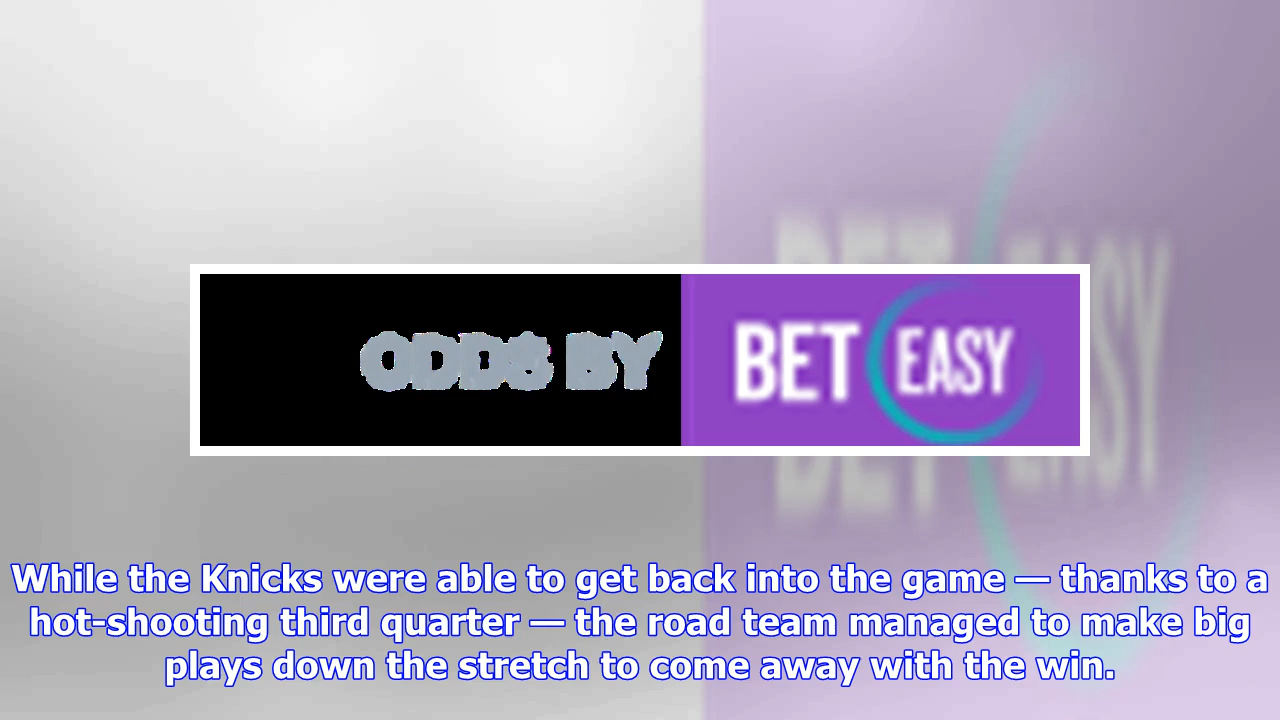 ODDS BY BET EASY
BET EASY
While the Knicks were able to get back into the game — thanks to a
hot-shooting third quarter — the road team managed to make big
plays down the stretch to come away with the win.